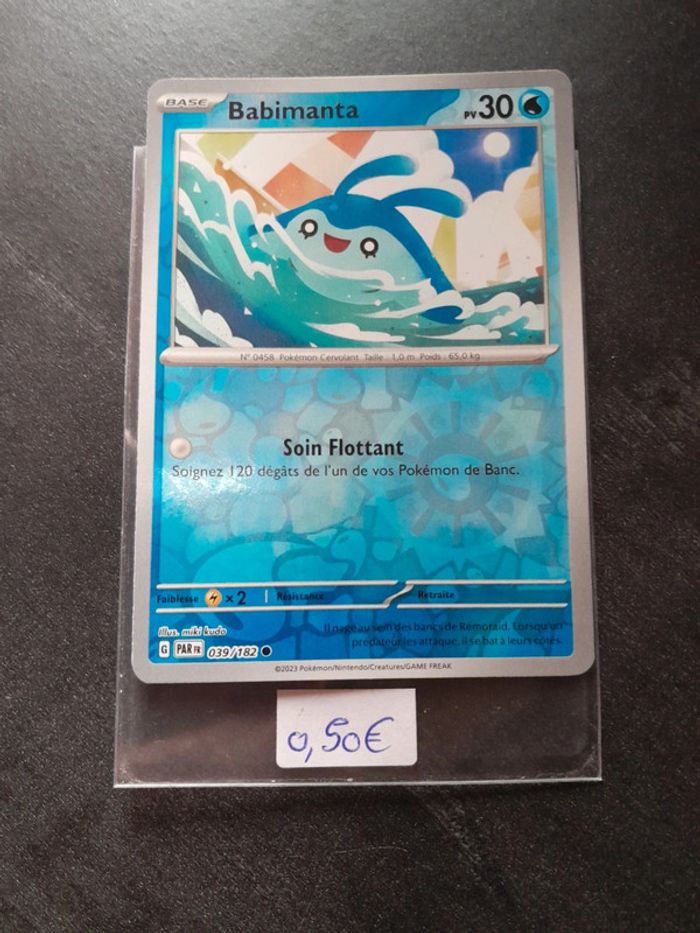 BASE Babimanta PV 30
N° 0458 Pokémon Cervolant Taille : 1,0 m Poids : 65,0 kg
Soin Flottant
Soignez 120 dégâts de l'un de vos Pokémon de Banc.
Faiblesse x2 Résistance Retraite
Il nage au sein des bancs de Rémoraid. Lorsqu'un
prédateur les attaque, il se bat à leurs côtés.
Illus. miki kudo
G PAR FR 039/182
©2023 Pokémon/Nintendo/Creatures/GAME FREAK
0,50€